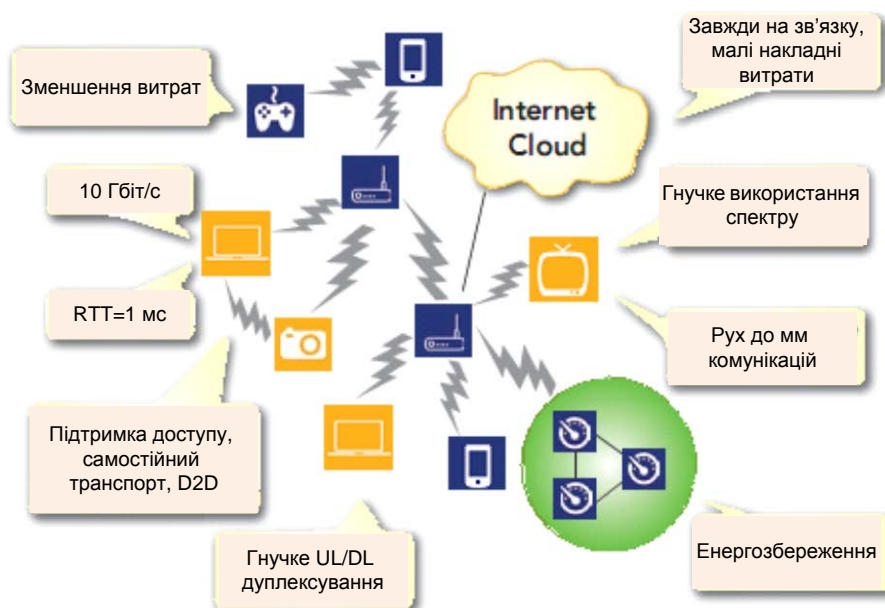 Зменшення витрат
Завжди на зв’язку,
малі накладні
витрати
Internet
Cloud
10 Гбіт/с
Гнучке використання
спектру
RTT=1 мс
Рух до мм
комунікацій
Підтримка доступу,
самостійний
транспорт, D2D
Гнучке UL/DL
дуплексування
Енергозбереження